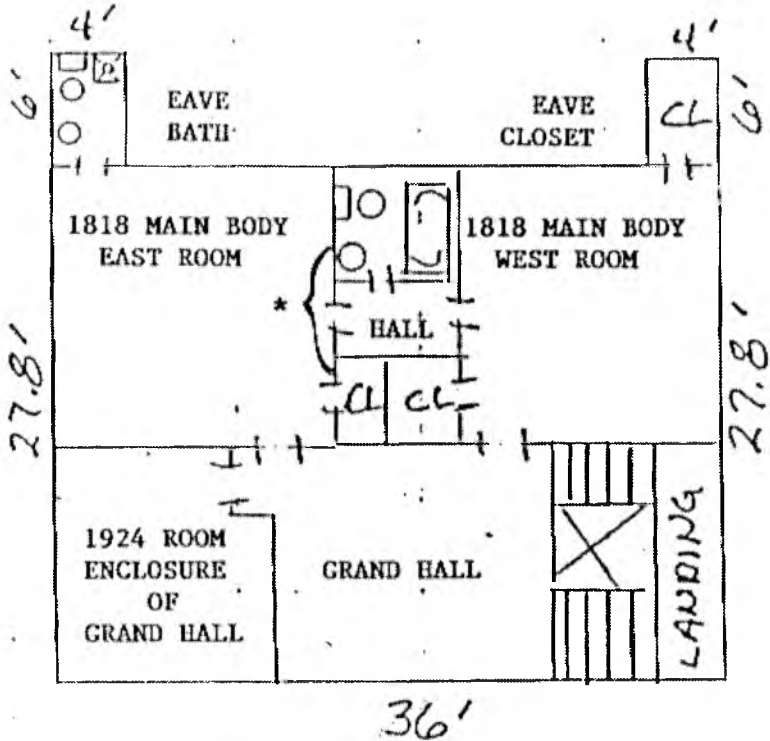 4' 4'
6' 6'
EAVE
BATH
EAVE
CLOSET
CL
1818 MAIN BODY
EAST ROOM
1818 MAIN BODY
WEST ROOM
*
HALL
CL CL
27.8' 27.8'
1924 ROOM
ENCLOSURE
OF
GRAND HALL
GRAND HALL
LANDING
36'